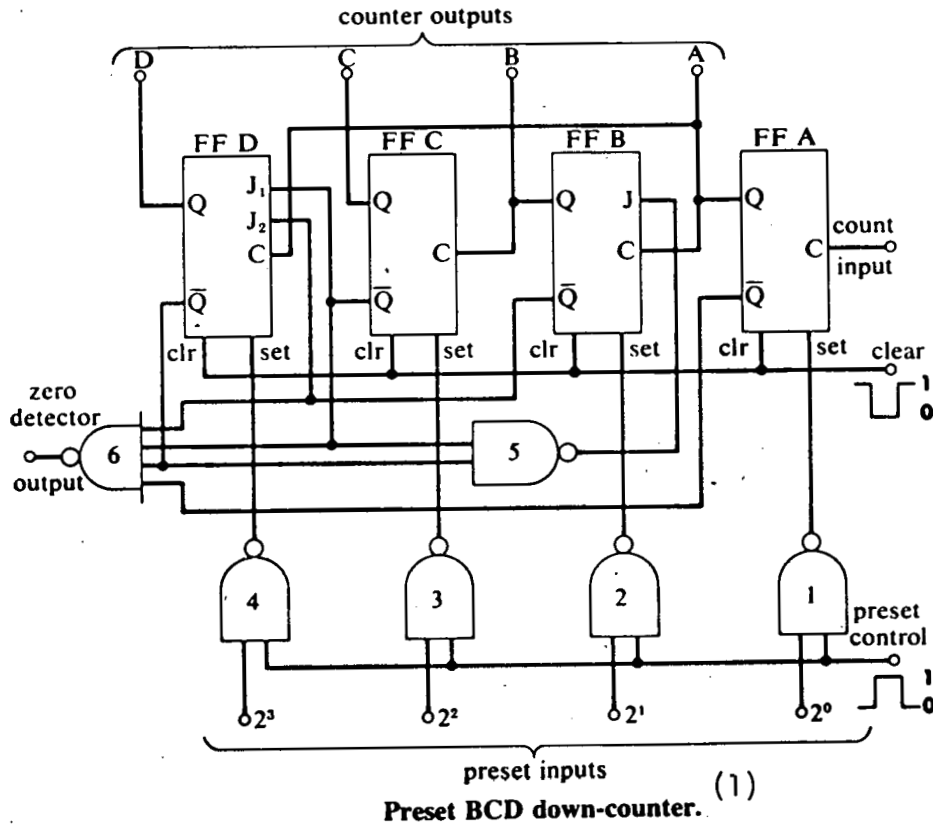 counter outputs
D C B A
FF D FF C FF B FF A
J₁ J
Q Q Q Q
J₂ count
C C C C
input
Q̅ Q̅ Q̅ Q̅
clr set clr set clr set clr set
clear
1
0
zero
detector
6 5
output
4 3 2 1
preset
control
1
0
2³ 2² 2¹ 2⁰
preset inputs
(1)
Preset BCD down-counter.